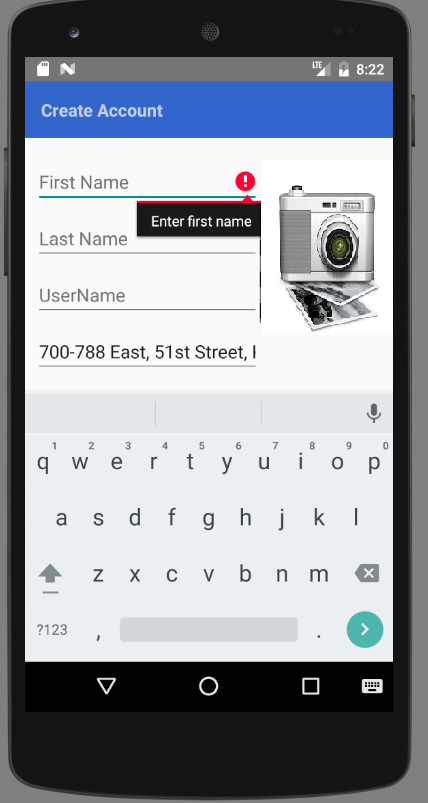 LTE 8:22
Create Account
First Name
Enter first name
Last Name
UserName
700-788 East, 51st Street,
1 2 3 4 5 6 7 8 9 0
q w e r t y u i o p
a s d f g h j k l
z x c v b n m
?123 , .